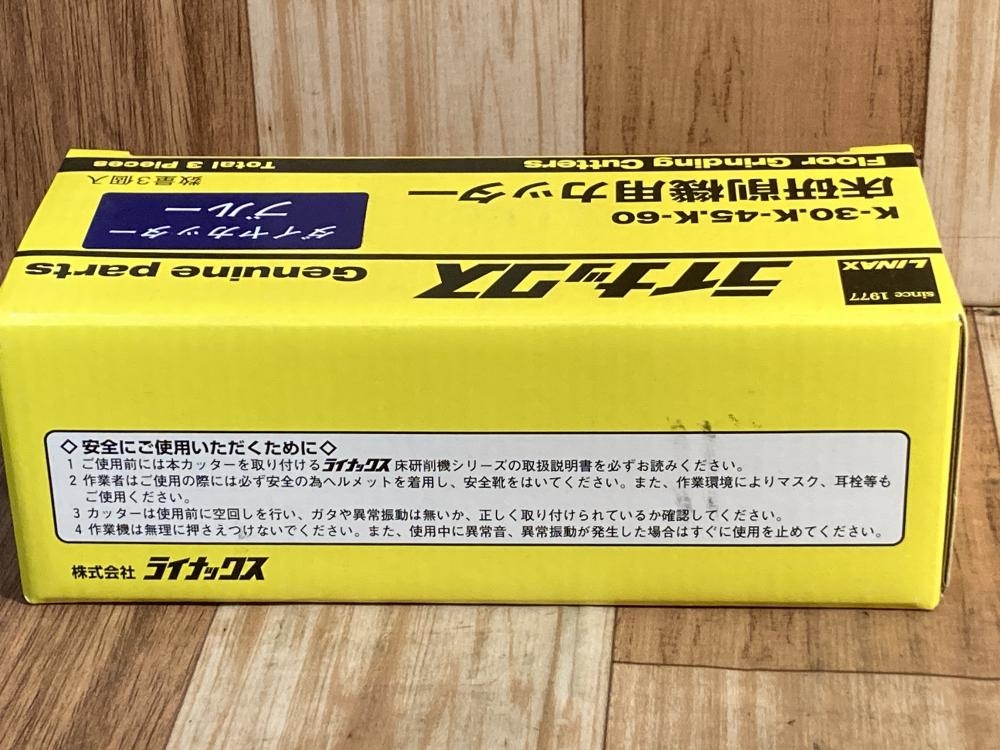 Floor Grinding Cutters
Total 3 Pieces
床研削機用カッター
数量3個入
K-30.K-45.K-60
ダイヤカッター
ブルー
LINAX
since 1977
ライナックス
Genuine parts
◇ 安全にご使用いただくために◇
1 ご使用前には本カッターを取り付けるライナックス床研削機シリーズの取扱説明書を必ずお読みください。
2 作業者はご使用の際には必ず安全の為ヘルメットを着用し、安全靴をはいてください。また、作業環境によりマスク、耳栓等も
ご使用ください。
3 カッターは使用前に空回しを行い、ガタや異常振動は無いか、正しく取り付けられているか確認してください。
4 作業機は無理に押さえつけないでください。また、使用中に異常音、異常振動が発生した場合はすぐに使用を止めてください。
株式会社 ライナックス